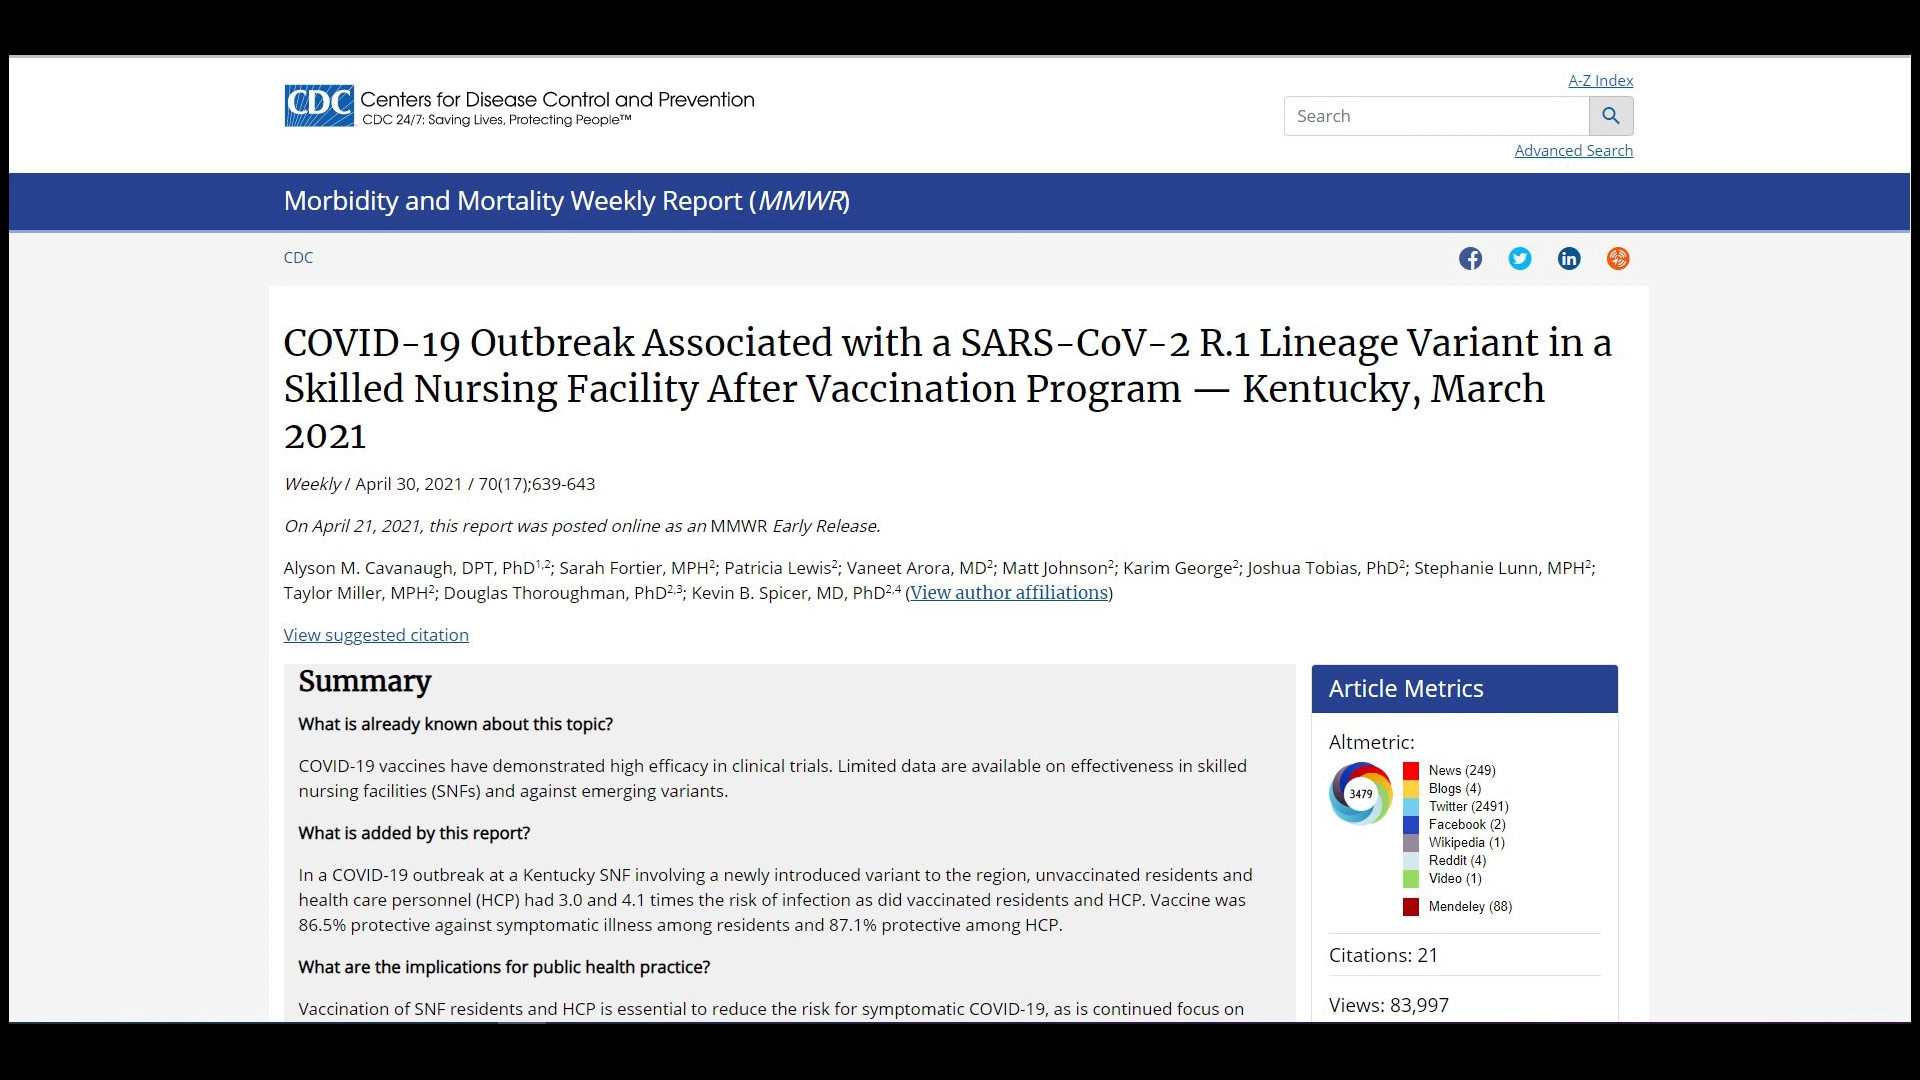 A-Z Index
CDC Centers for Disease Control and Prevention
CDC 24/7: Saving Lives, Protecting People™
Search
Advanced Search
Morbidity and Mortality Weekly Report (MMWR)
CDC
COVID-19 Outbreak Associated with a SARS-CoV-2 R.1 Lineage Variant in a
Skilled Nursing Facility After Vaccination Program — Kentucky, March
2021
Weekly / April 30, 2021 / 70(17);639-643
On April 21, 2021, this report was posted online as an MMWR Early Release.
Alyson M. Cavanaugh, DPT, PhD1,2; Sarah Fortier, MPH2; Patricia Lewis2; Vaneet Arora, MD2; Matt Johnson2; Karim George2; Joshua Tobias, PhD2; Stephanie Lunn, MPH2;
Taylor Miller, MPH2; Douglas Thoroughman, PhD2,3; Kevin B. Spicer, MD, PhD2,4 (View author affiliations)
View suggested citation
Summary
What is already known about this topic?
COVID-19 vaccines have demonstrated high efficacy in clinical trials. Limited data are available on effectiveness in skilled
nursing facilities (SNFs) and against emerging variants.
What is added by this report?
In a COVID-19 outbreak at a Kentucky SNF involving a newly introduced variant to the region, unvaccinated residents and
health care personnel (HCP) had 3.0 and 4.1 times the risk of infection as did vaccinated residents and HCP. Vaccine was
86.5% protective against symptomatic illness among residents and 87.1% protective among HCP.
What are the implications for public health practice?
Vaccination of SNF residents and HCP is essential to reduce the risk for symptomatic COVID-19, as is continued focus on
Article Metrics
Altmetric:
3479
News (249)
Blogs (4)
Twitter (2491)
Facebook (2)
Wikipedia (1)
Reddit (4)
Video (1)
Mendeley (88)
Citations: 21
Views: 83,997